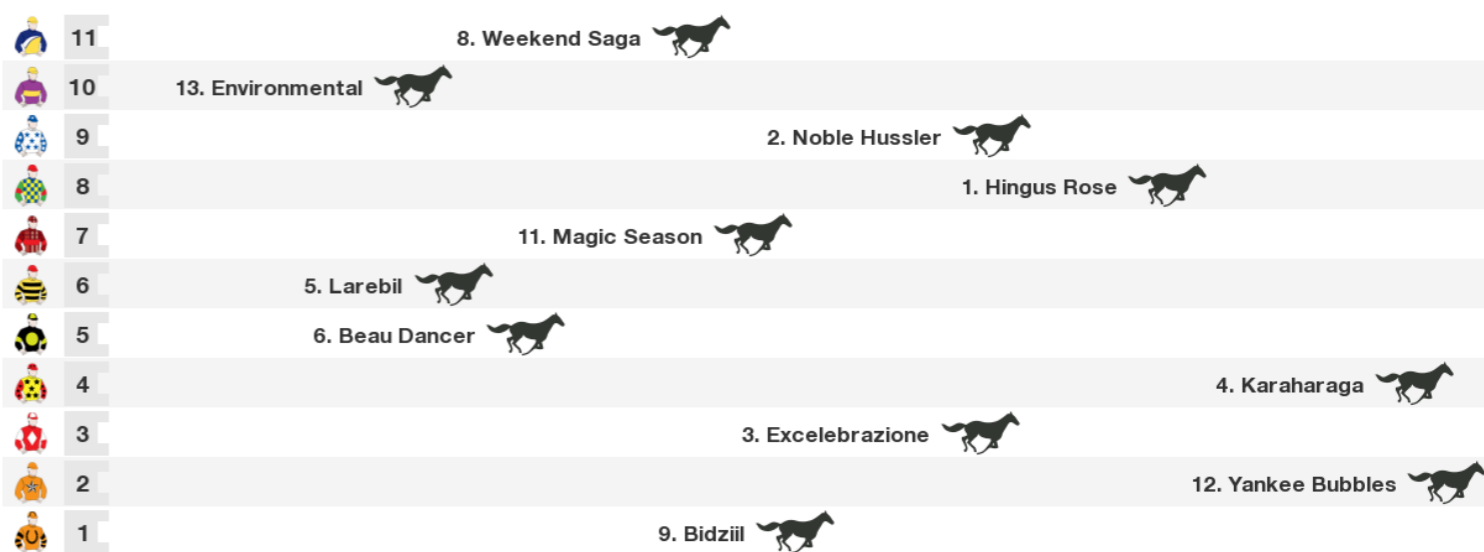 11 8. Weekend Saga
10 13. Environmental
9 2. Noble Hussler
8 1. Hingus Rose
7 11. Magic Season
6 5. Larebil
5 6. Beau Dancer
4 4. Karaharaga
3 3. Excelebrazione
2 12. Yankee Bubbles
1 9. Bidziil